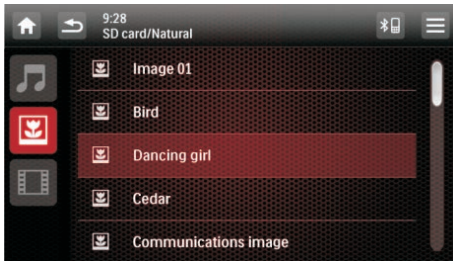 9:28
SD card/Natural
Image 01
Bird
Dancing girl
Cedar
Communications image